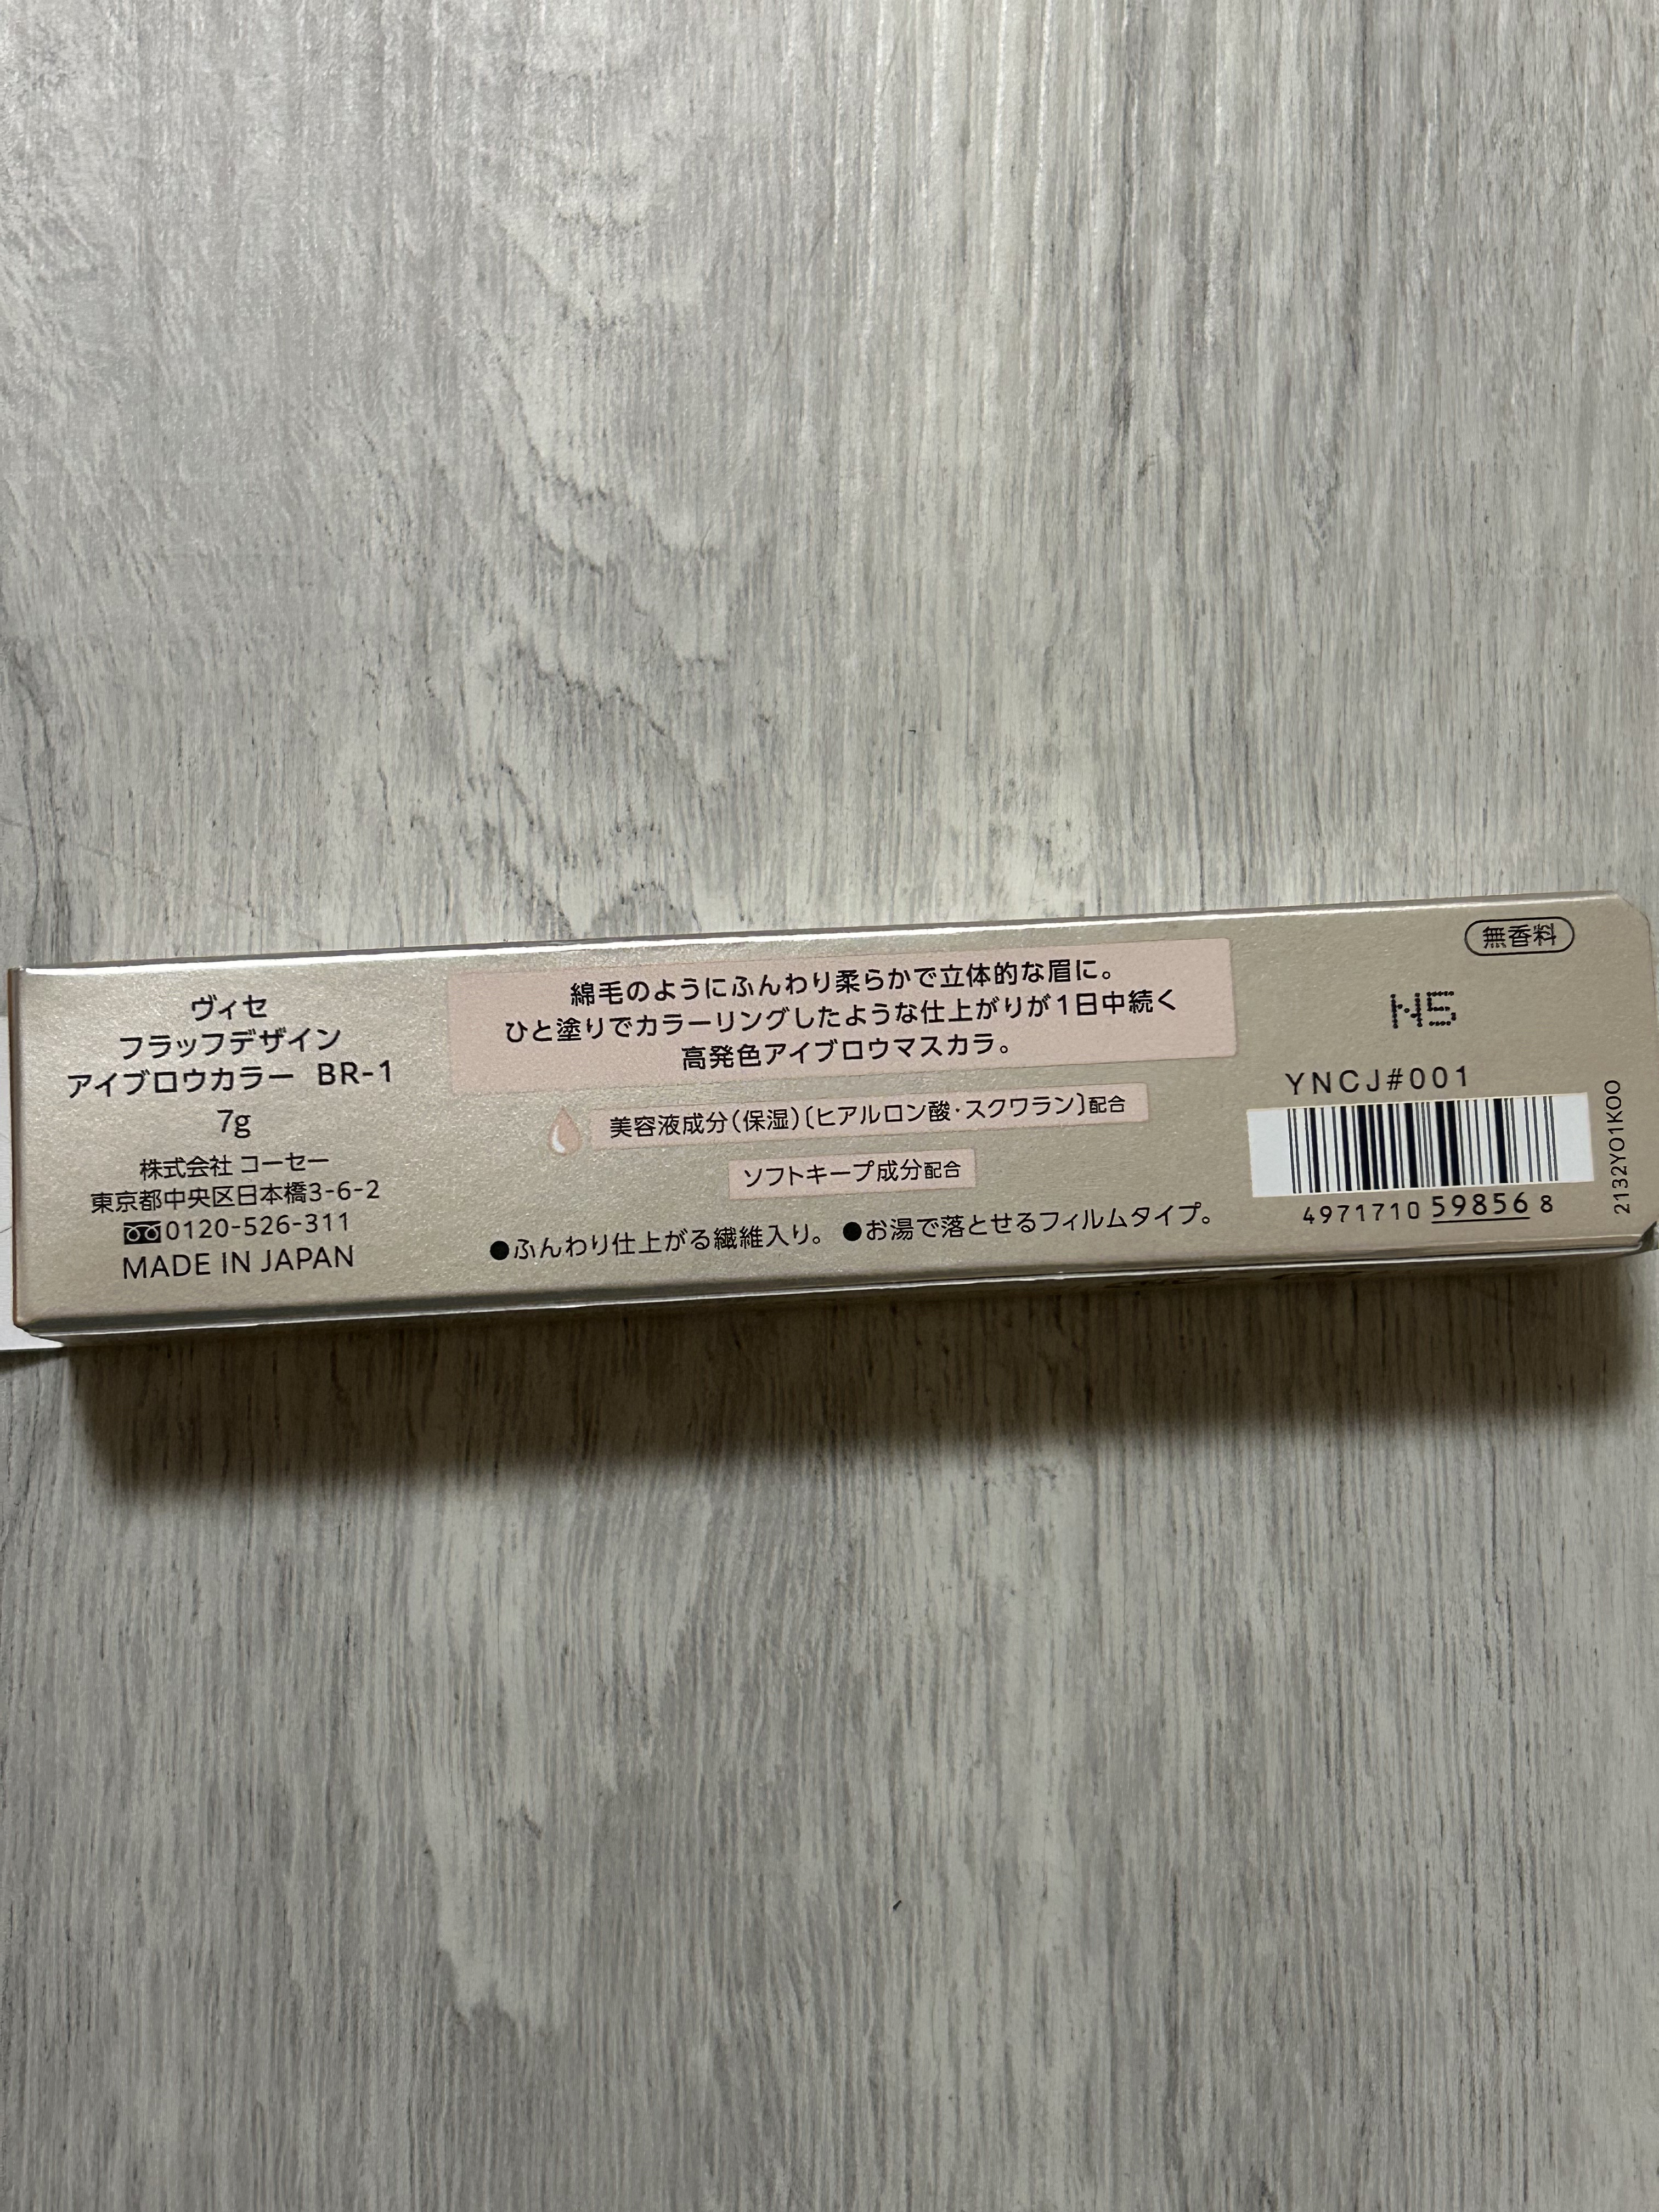 ヴィセ
フラッフデザイン
アイブロウカラー BR-1
7g
株式会社 コーセー
東京都中央区日本橋3-6-2
0120-526-311
MADE IN JAPAN
綿毛のようにふんわり柔らかで立体的な眉に。
ひと塗りでカラーリングしたような仕上がりが1日中続く
高発色アイブロウマスカラ。
美容液成分(保湿)〔ヒアルロン酸・スクワラン〕配合
ソフトキープ成分配合
●ふんわり仕上がる繊維入り。 ●お湯で落とせるフィルムタイプ。
無香料
N5
YNCJ#001
4971710 59856 8
2132YO1KOO